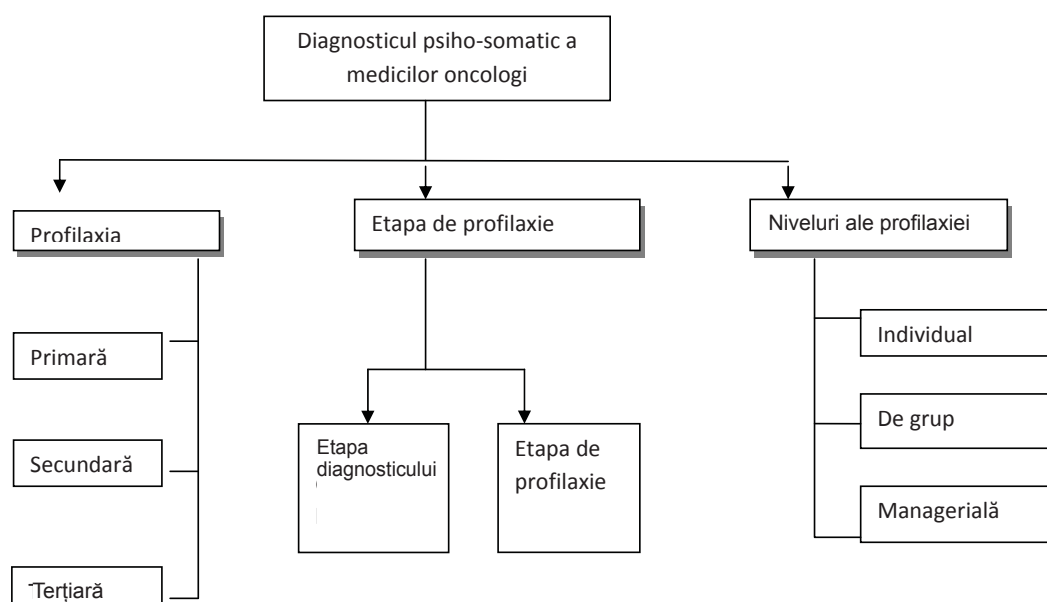 Diagnosticul psiho-somatic a
medicilor oncologi
Profilaxia
Etapa de profilaxie
Niveluri ale profilaxiei
Primară
Secundară
Terțiară
Etapa
diagnosticului
Etapa de
profilaxie
Individual
De grup
Managerială